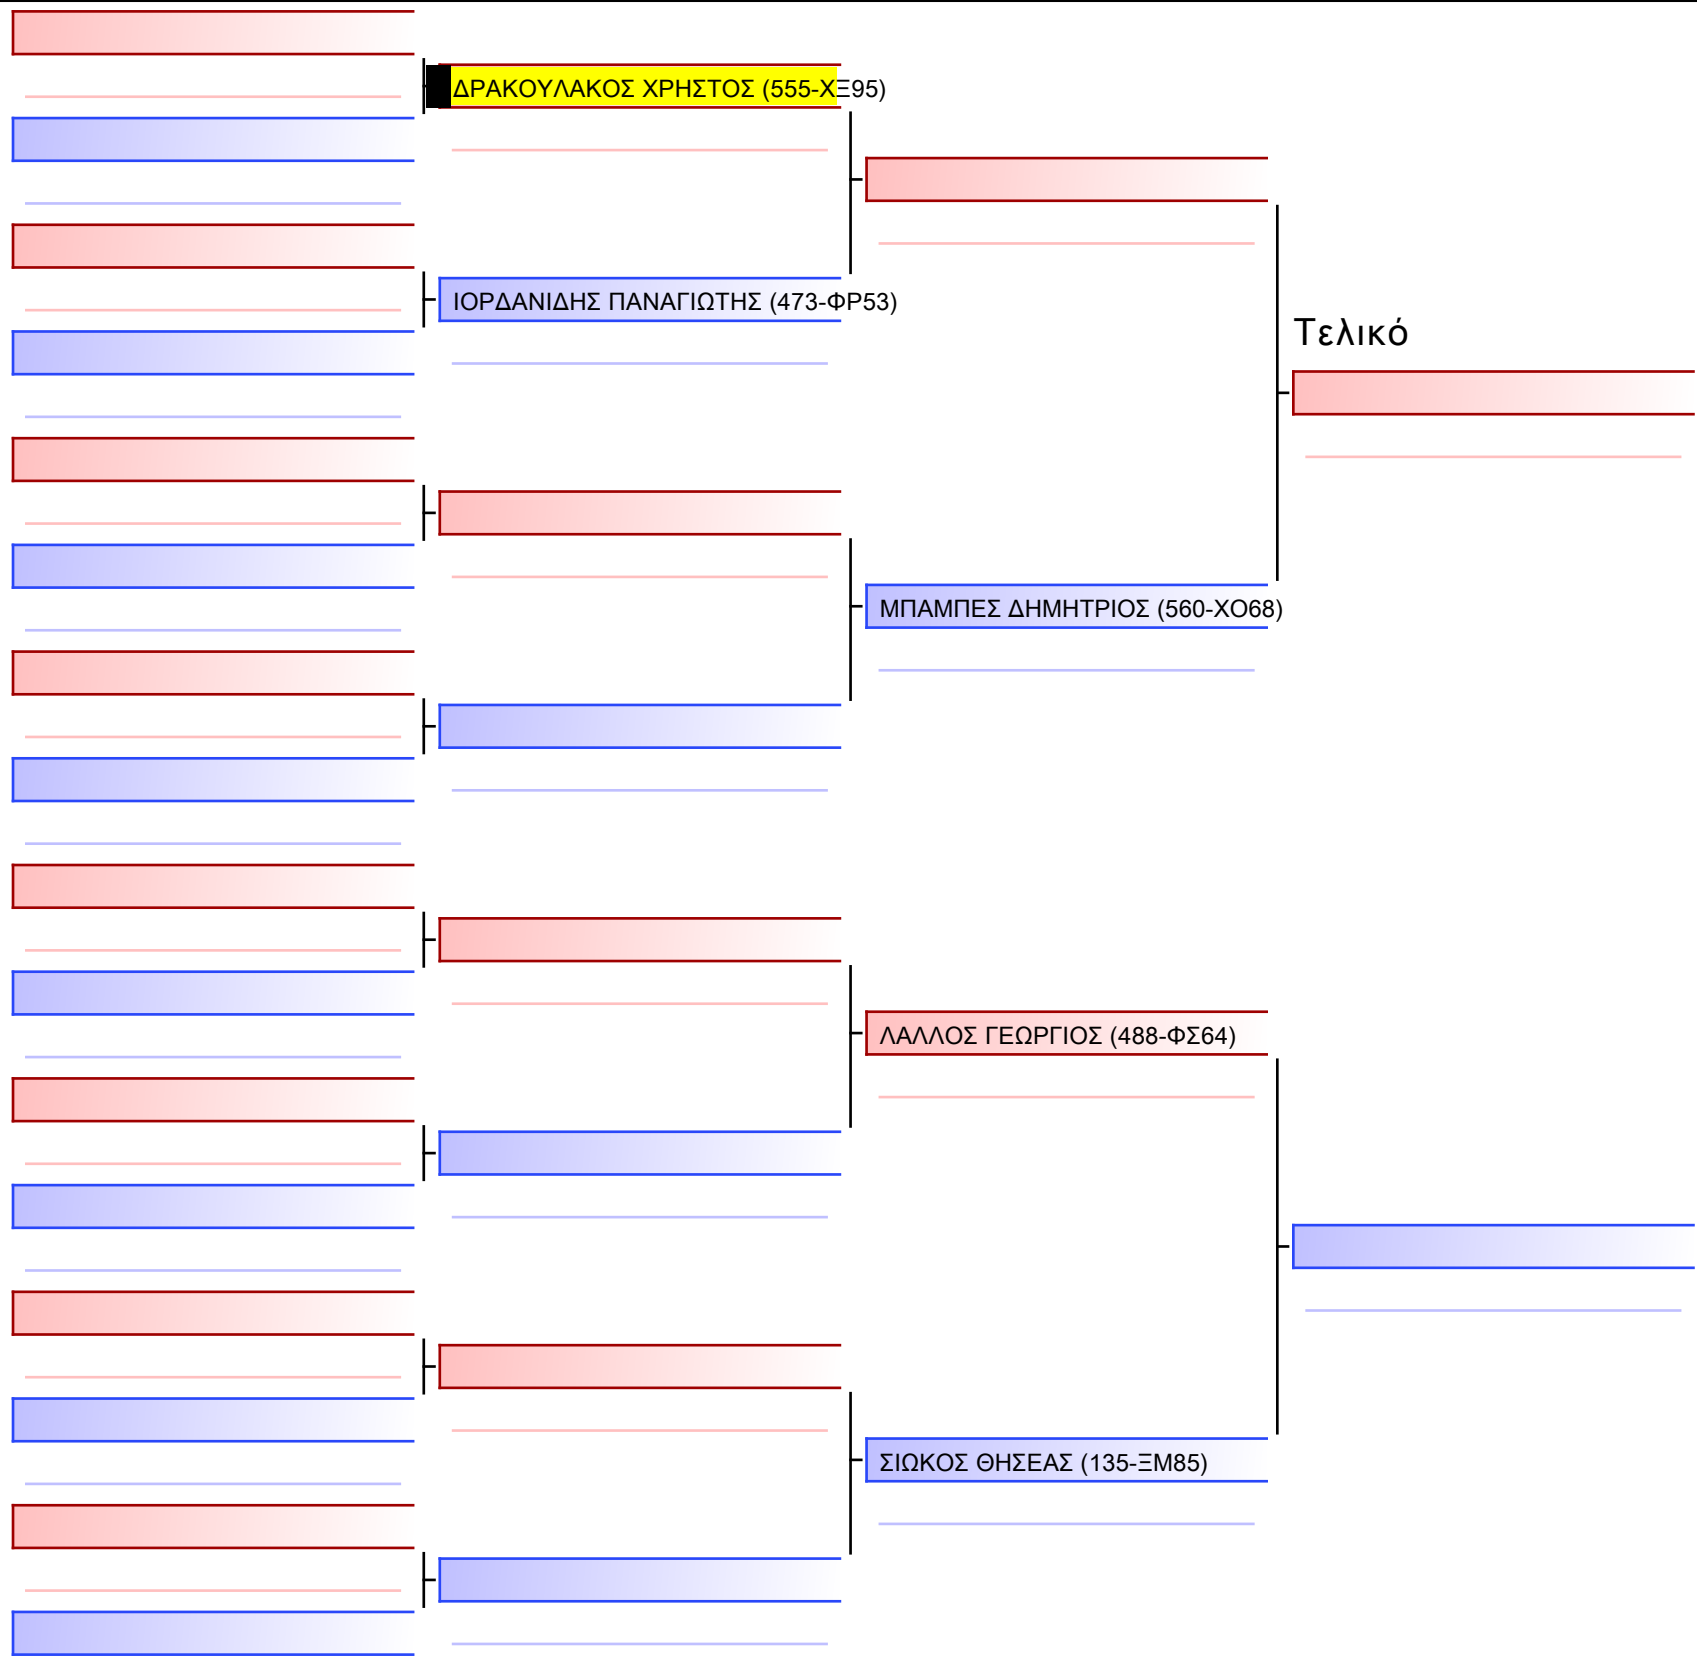 ΔΡΑΚΟΥΛΑΚΟΣ ΧΡΗΣΤΟΣ (555-ΧΞ95)
ΙΟΡΔΑΝΙΔΗΣ ΠΑΝΑΓΙΩΤΗΣ (473-ΦΡ53)
Τελικό
ΜΠΑΜΠΕΣ ΔΗΜΗΤΡΙΟΣ (560-ΧΟ68)
ΛΑΛΛΟΣ ΓΕΩΡΓΙΟΣ (488-ΦΣ64)
ΣΙΩΚΟΣ ΘΗΣΕΑΣ (135-ΞΜ85)